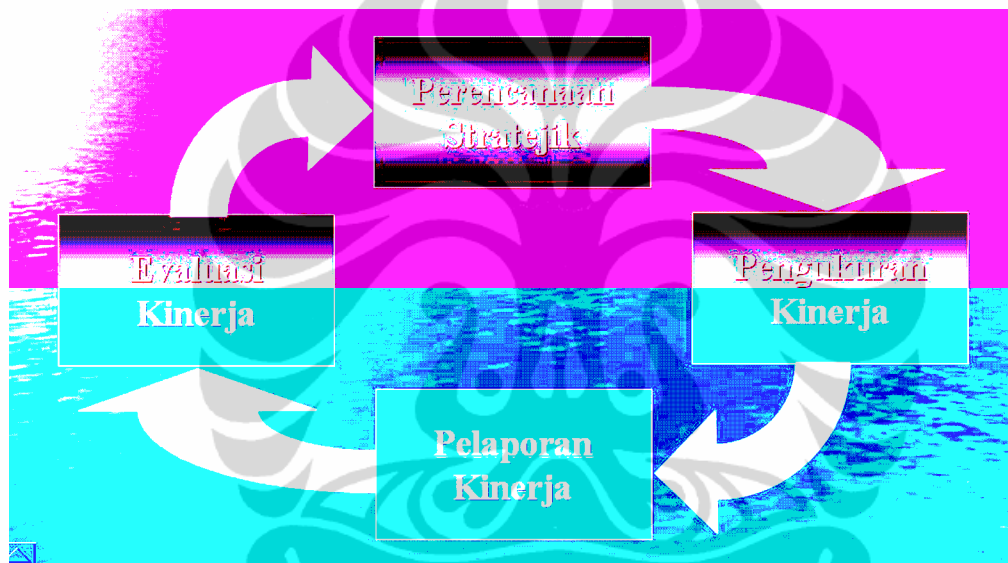 Perencanaan
Stratejik
Evaluasi
Kinerja
Pengukuran
Kinerja
Pelaporan
Kinerja